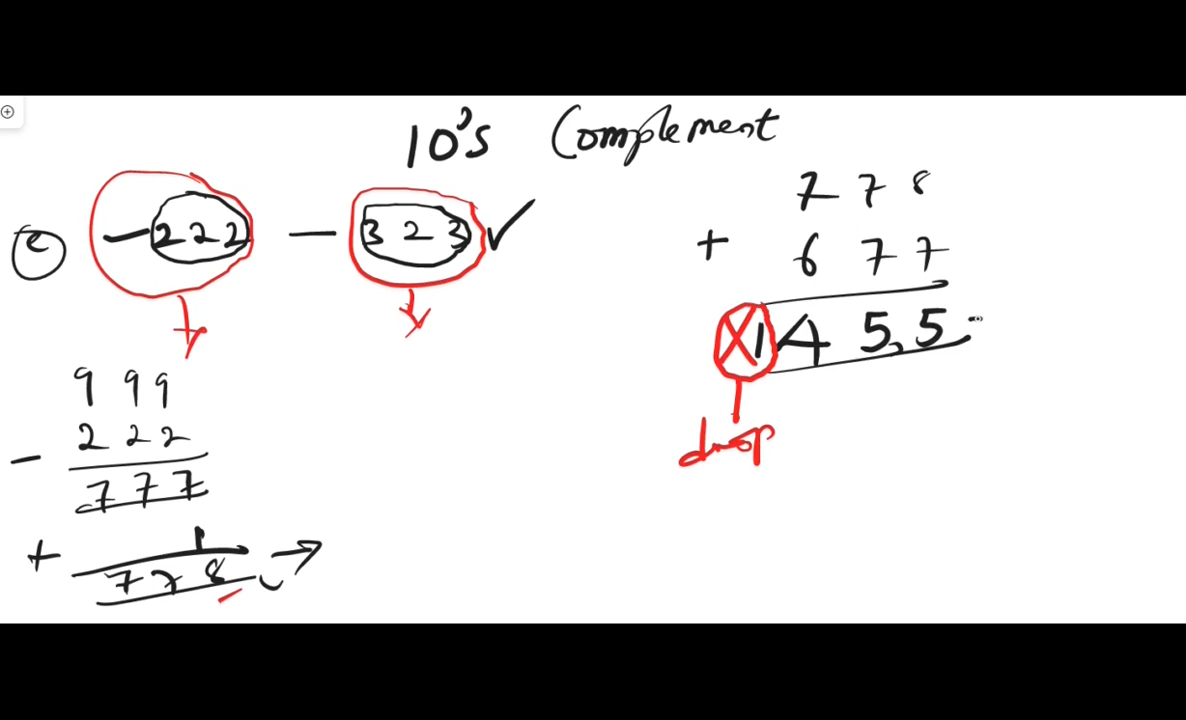 10's Complement
(c) -222 - 323 ✓
999
- 222
777
+ 1
778 →
778
+ 677
1455
drop